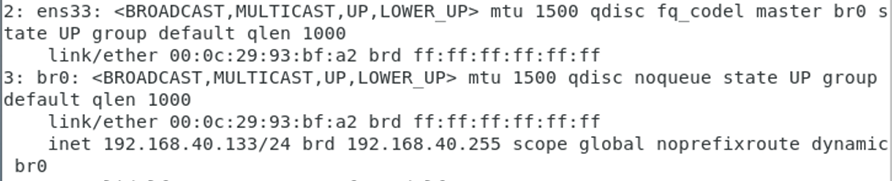 2: ens33: <BROADCAST,MULTICAST,UP,LOWER_UP> mtu 1500 qdisc fq_codel master br0 s
tate UP group default qlen 1000
    link/ether 00:0c:29:93:bf:a2 brd ff:ff:ff:ff:ff:ff
3: br0: <BROADCAST,MULTICAST,UP,LOWER_UP> mtu 1500 qdisc noqueue state UP group
default qlen 1000
    link/ether 00:0c:29:93:bf:a2 brd ff:ff:ff:ff:ff:ff
    inet 192.168.40.133/24 brd 192.168.40.255 scope global noprefixroute dynamic
 br0